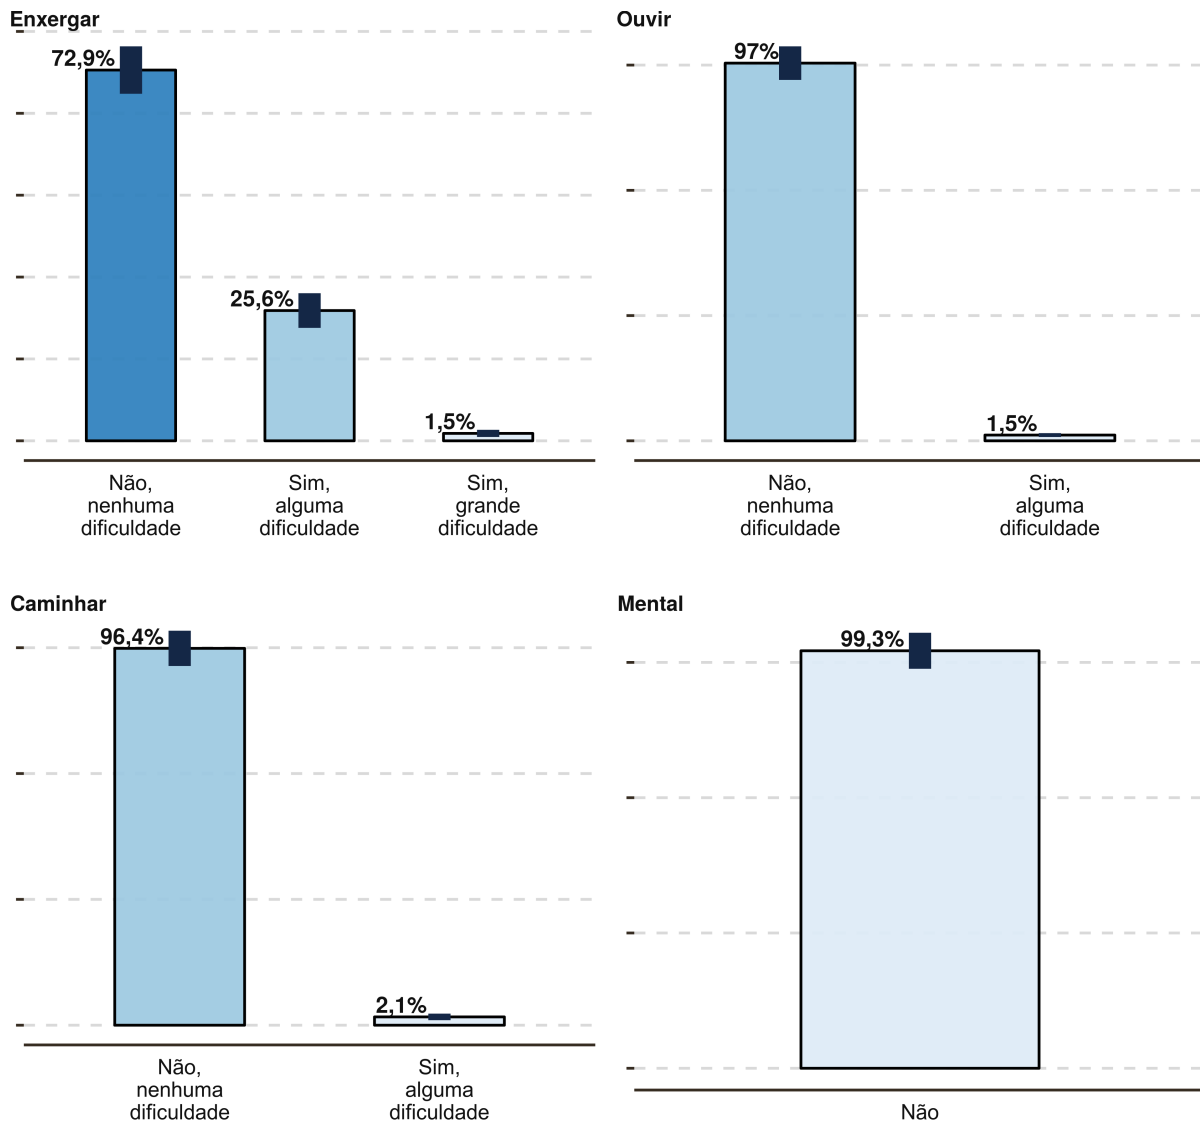 Enxergar
72,9%
25,6%
1,5%
Não,
nenhuma
dificuldade
Sim,
alguma
dificuldade
Sim,
grande
dificuldade
Ouvir
97%
1,5%
Não,
nenhuma
dificuldade
Sim,
alguma
dificuldade
Caminhar
96,4%
2,1%
Não,
nenhuma
dificuldade
Sim,
alguma
dificuldade
Mental
99,3%
Não